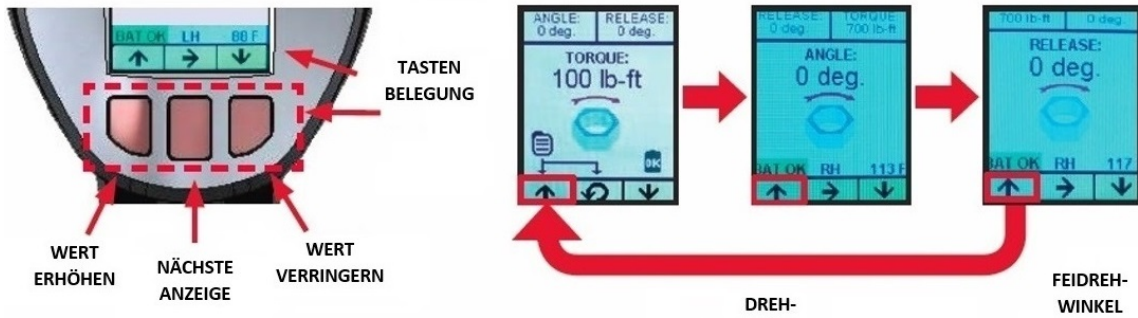 BAT OK LH 88 F
TASTEN
BELEGUNG
WERT
ERHÖHEN
NÄCHSTE
ANZEIGE
WERT
VERRINGERN
ANGLE: RELEASE:
0 deg. 0 deg.
TORQUE:
100 lb-ft
OK
RELEASE: TORQUE:
0 deg. 700 lb-ft
ANGLE:
0 deg.
BAT OK RH 113 F
700 lb-ft 0 deg.
RELEASE:
0 deg.
BAT OK RH 117
DREH-
FEIDREH-
WINKEL